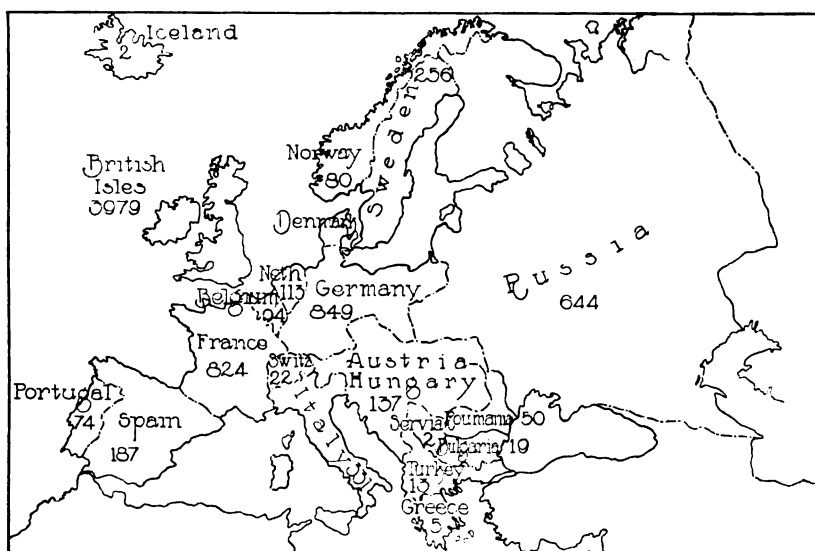 Iceland
2
256
Sweden
Norway
80
British
Isles
3979
Denmark
Russia
644
Neth
113
Germany
849
Belgium
194
France
824
Switz
22
Austria-
Hungary
137
Italy
Portugal
74
Spain
187
Servia
2
Roumania 50
Bulgaria 19
Turkey
13
Greece
5